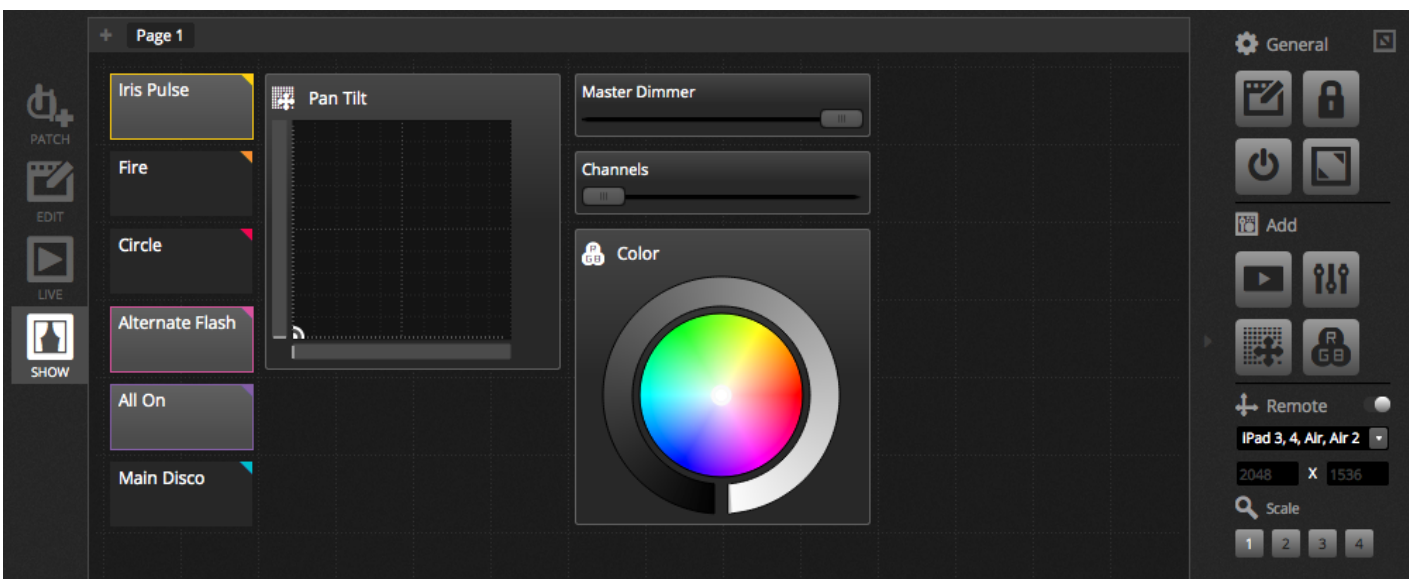 + Page 1
PATCH
EDIT
LIVE
SHOW
Iris Pulse
Fire
Circle
Alternate Flash
All On
Main Disco
Pan Tilt
Master Dimmer
Channels
R
G B
Color
General
Add
R
G B
Remote
iPad 3, 4, Air, Air 2
2048 X 1536
Scale
1 2 3 4